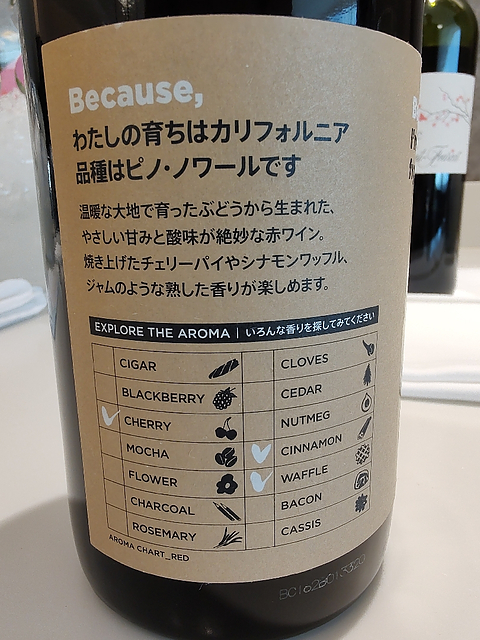 Because,
わたしの育ちはカリフォルニア
品種はピノ・ノワールです
温暖な大地で育ったぶどうから生まれた、
やさしい甘みと酸味が絶妙な赤ワイン。
焼き上げたチェリーパイやシナモンワッフル、
ジャムのような熟した香りが楽しめます。
EXPLORE THE AROMA | いろんな香りを探してみてください
CIGAR
BLACKBERRY
CHERRY
MOCHA
FLOWER
CHARCOAL
ROSEMARY
CLOVES
CEDAR
NUTMEG
CINNAMON
WAFFLE
BACON
CASSIS
AROMA CHART_RED